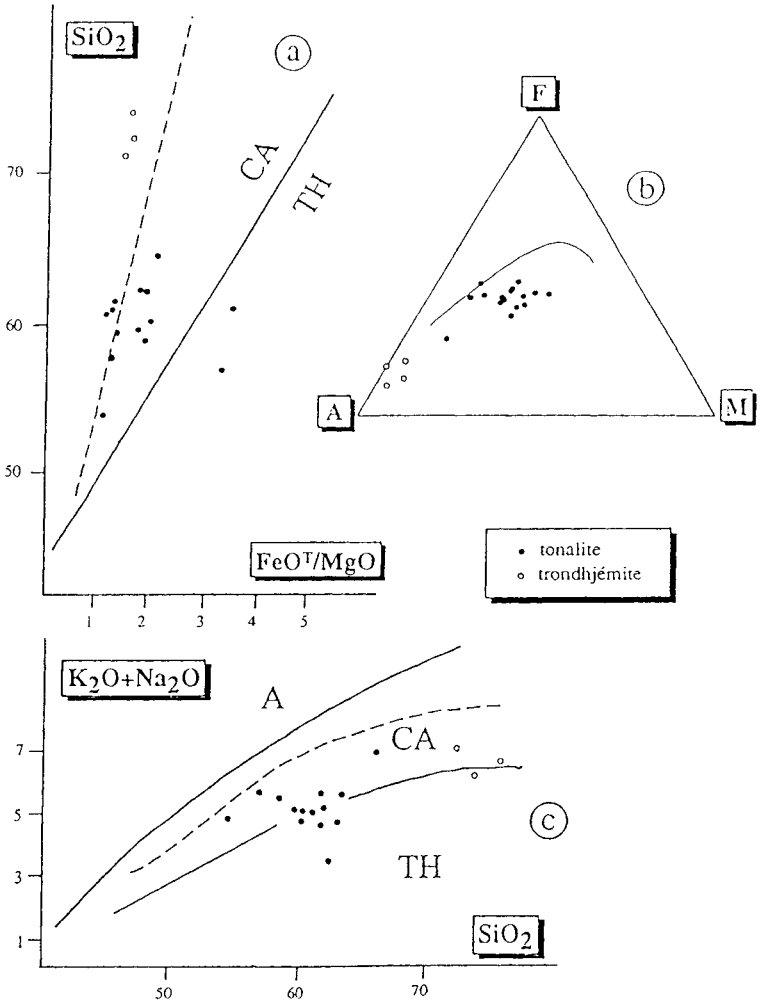 SiO2
a
70
60
50
CA
TH
FeOT/MgO
1 2 3 4 5
F
b
A
M
tonalite
trondhjémite
K2O+Na2O
A
CA
7
5
3
1
TH
c
SiO2
50 60 70